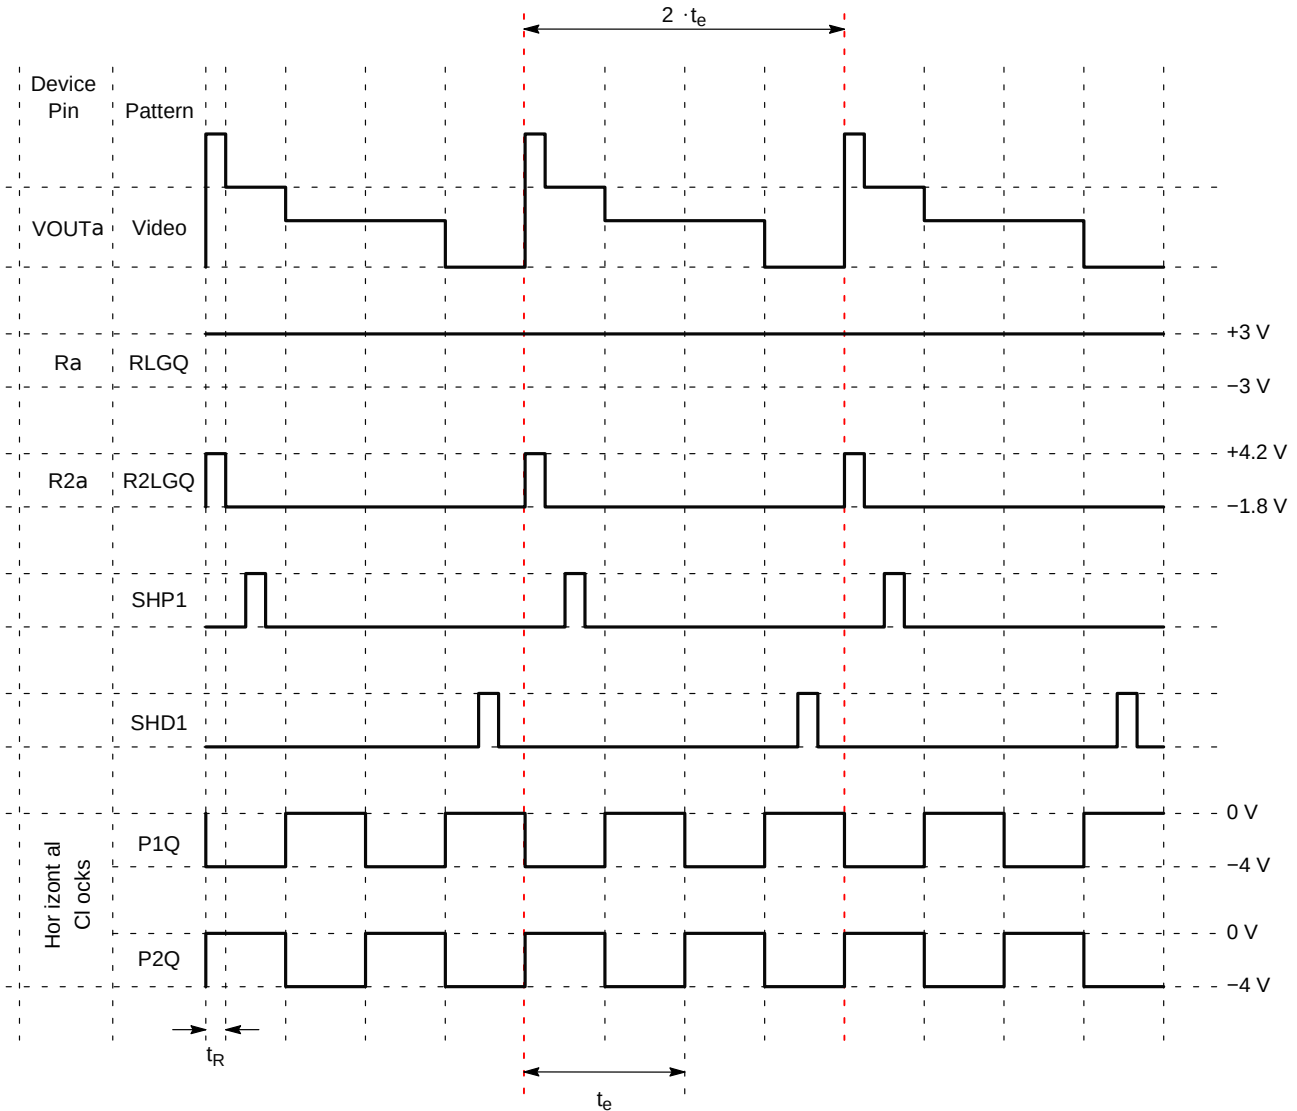 2 ·te
Device
Pin
Pattern
VOUTa
Video
+3 V
Ra
RLGQ
−3 V
+4.2 V
R2a
R2LGQ
−1.8 V
SHP1
SHD1
0 V
P1Q
−4 V
Hor izont al
Cl ocks
0 V
P2Q
−4 V
tR
te